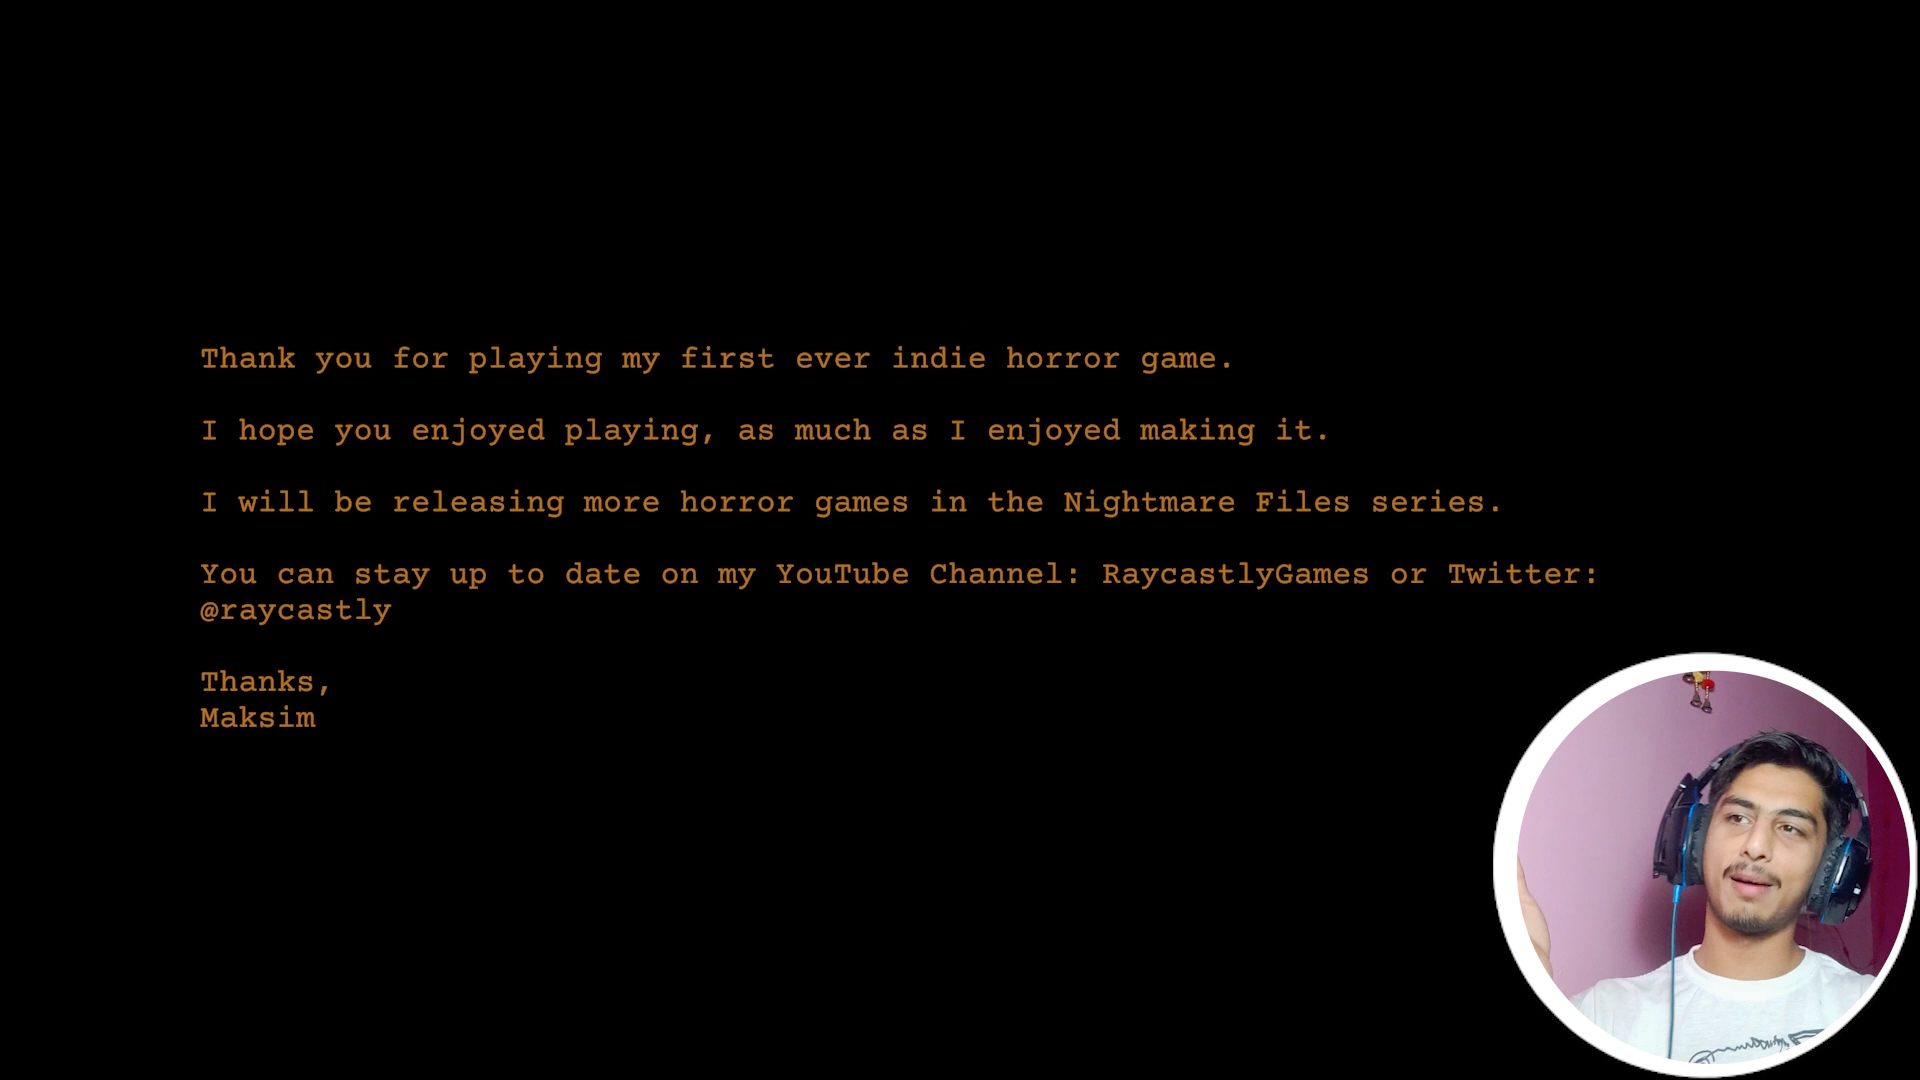 Thank you for playing my first ever indie horror game.
I hope you enjoyed playing, as much as I enjoyed making it.
I will be releasing more horror games in the Nightmare Files series.
You can stay up to date on my YouTube Channel: RaycastlyGames or Twitter:
@raycastly
Thanks,
Maksim